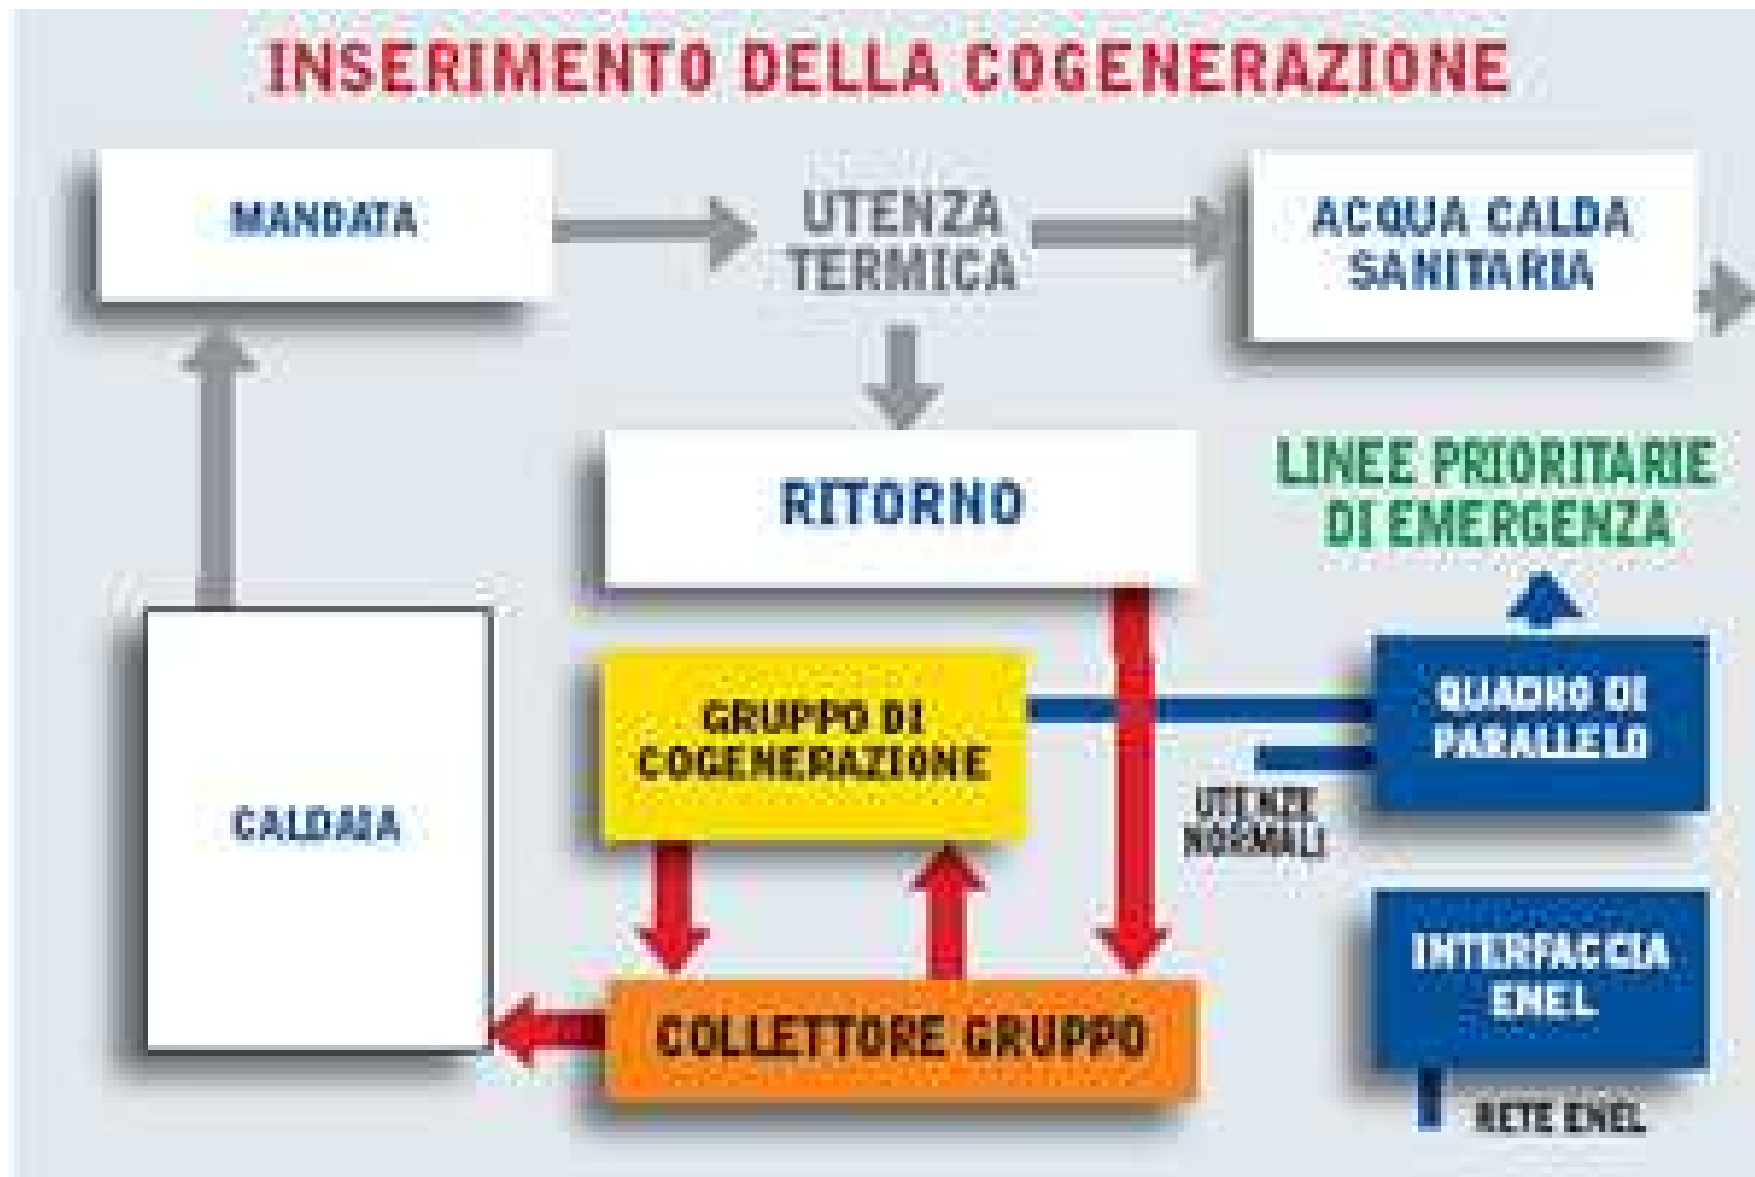 INSERIMENTO DELLA COGENERAZIONE
MANDATA
UTENZA
TERMICA
ACQUA CALDA
SANITARIA
RITORNO
LINEE PRIORITARIE
DI EMERGENZA
GRUPPO DI
COGENERAZIONE
QUADRO DI
PARALLELO
UTENZE
NORMALI
CALDAIA
INTERFACCIA
ENEL
COLLETTORE GRUPPO
RETE ENEL